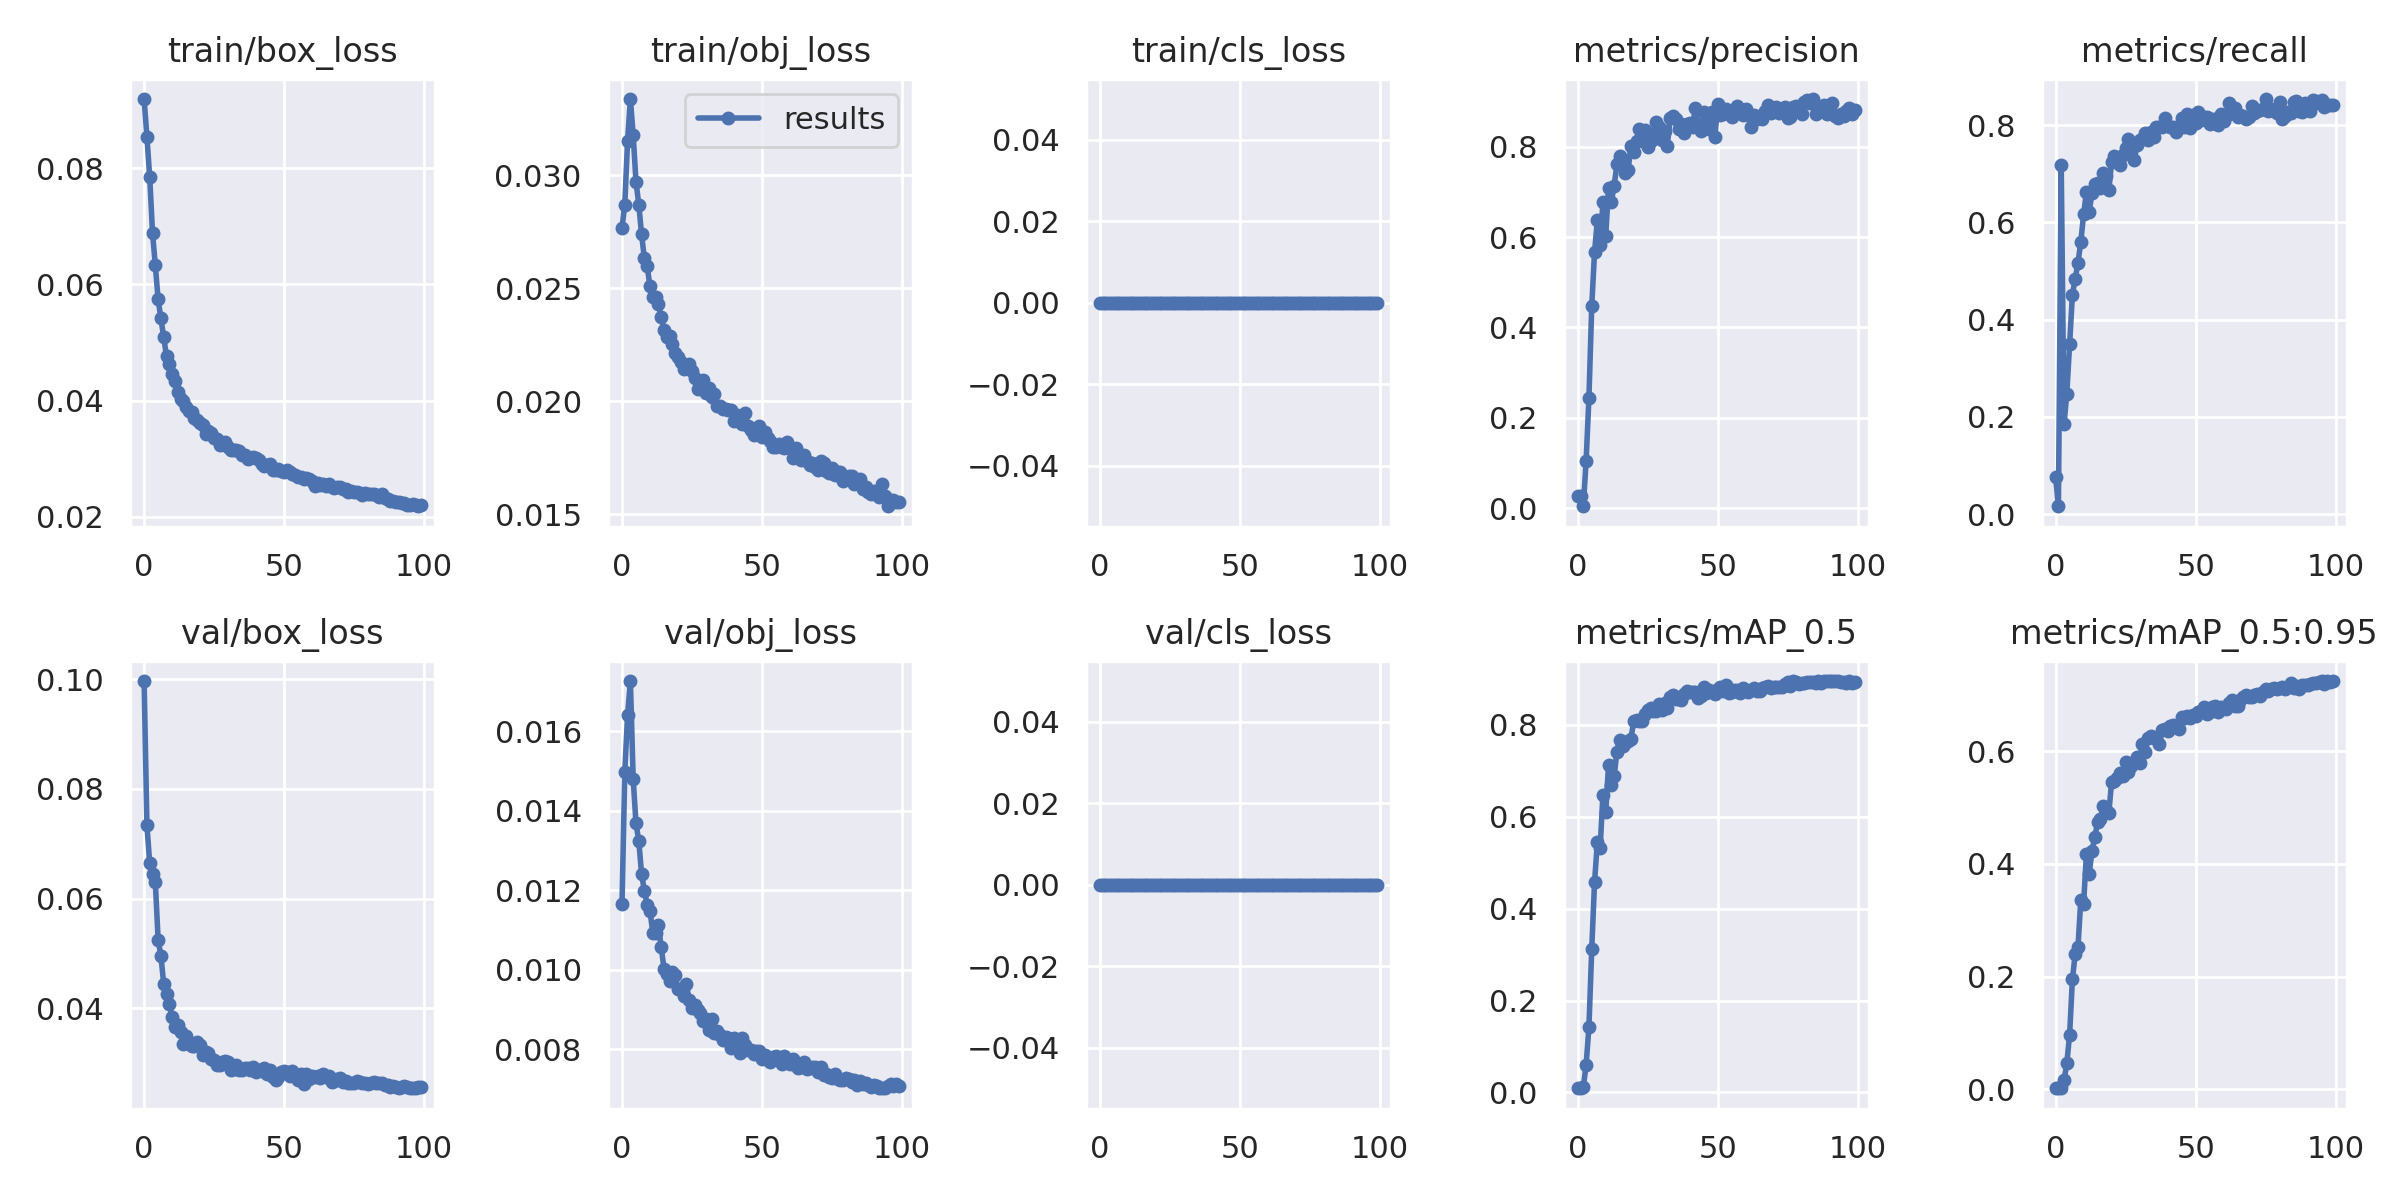 train/box_loss
0.08
0.06
0.04
0.02
0 50 100
train/obj_loss
results
0.030
0.025
0.020
0.015
0 50 100
train/cls_loss
0.04
0.02
0.00
−0.02
−0.04
0 50 100
metrics/precision
0.8
0.6
0.4
0.2
0.0
0 50 100
metrics/recall
0.8
0.6
0.4
0.2
0.0
0 50 100
val/box_loss
0.10
0.08
0.06
0.04
0 50 100
val/obj_loss
0.016
0.014
0.012
0.010
0.008
0 50 100
val/cls_loss
0.04
0.02
0.00
−0.02
−0.04
0 50 100
metrics/mAP_0.5
0.8
0.6
0.4
0.2
0.0
0 50 100
metrics/mAP_0.5:0.95
0.6
0.4
0.2
0.0
0 50 100